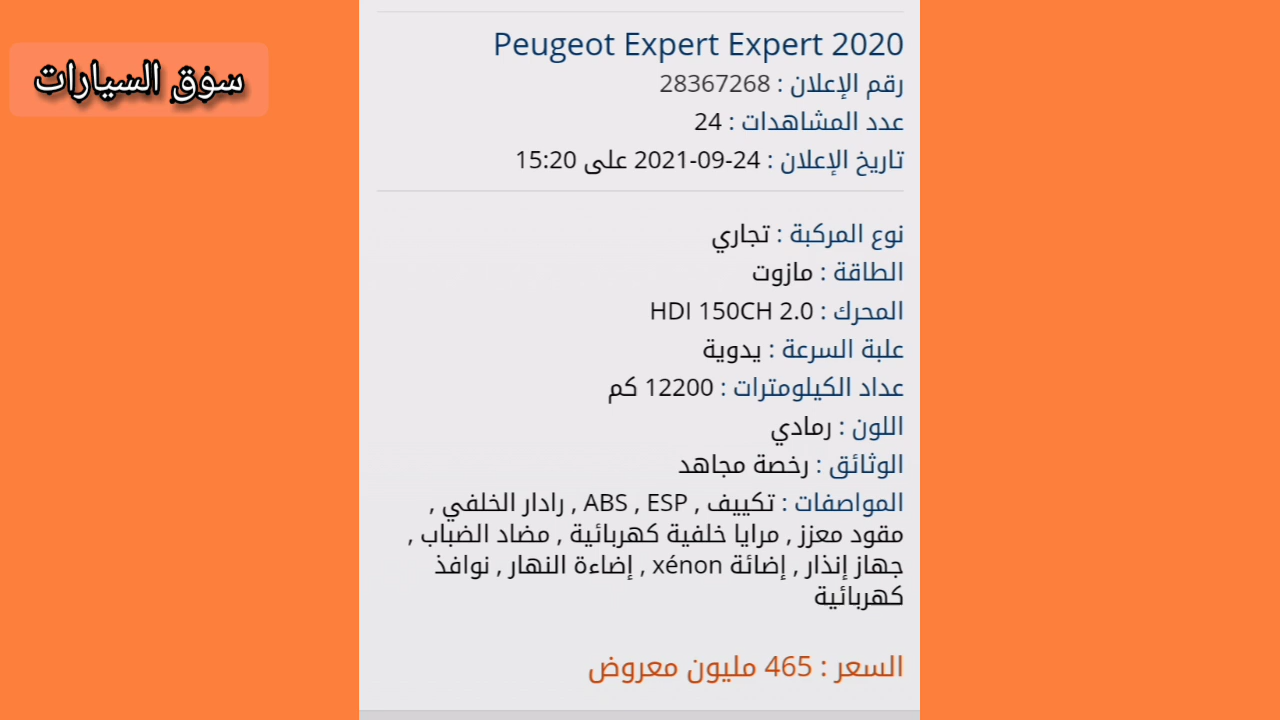 سوق السيارات
Peugeot Expert Expert 2020
رقم الإعلان : 28367268
عدد المشاهدات : 24
تاريخ الإعلان : 24-09-2021 على 15:20
نوع المركبة : تجاري
الطاقة : مازوت
المحرك : 2.0 HDI 150CH
علبة السرعة : يدوية
عداد الكيلومترات : 12200 كم
اللون : رمادي
الوثائق : رخصة مجاهد
المواصفات : تكييف , ABS , ESP , رادار الخلفي ,
مقود معزز , مرايا خلفية كهربائية , مضاد الضباب ,
جهاز إنذار , إضائة xénon , إضاءة النهار , نوافذ
كهربائية
السعر : 465 مليون معروض